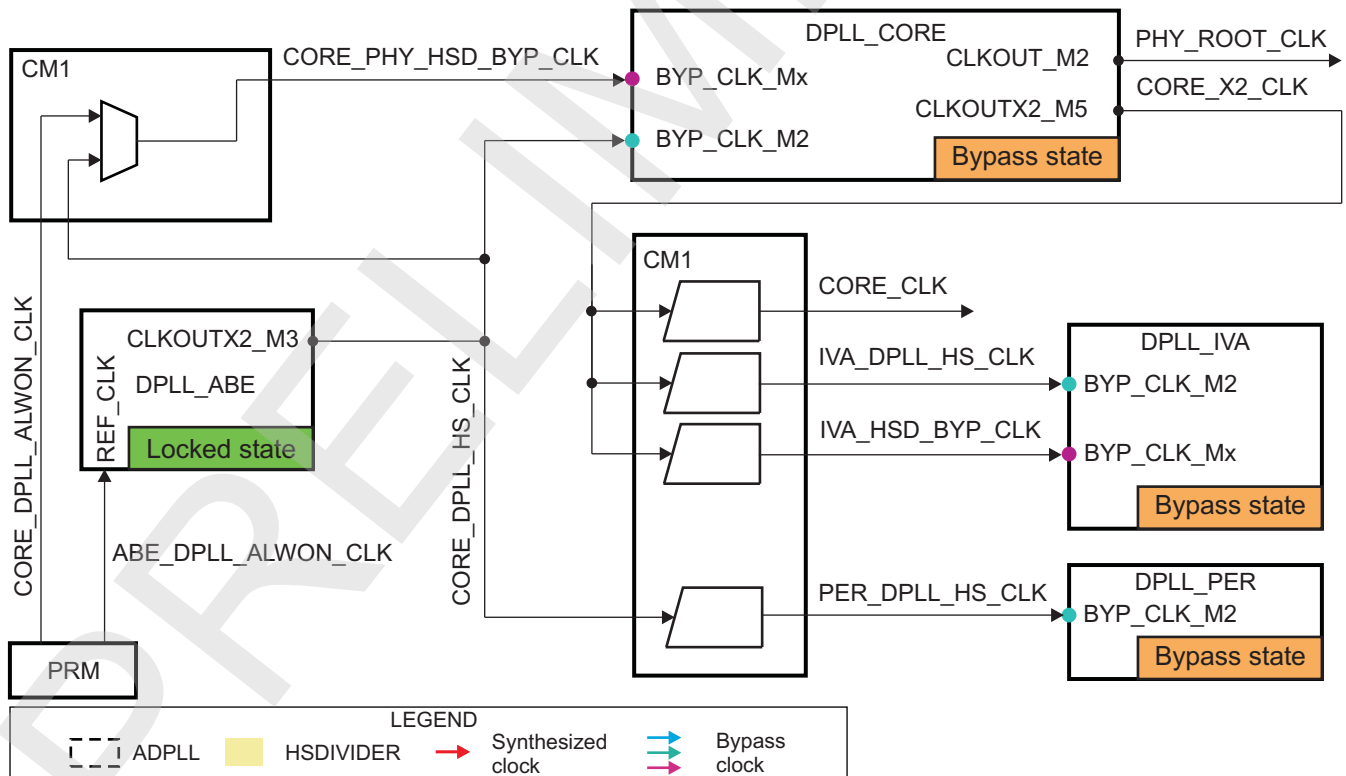 CM1
CORE_PHY_HSD_BYP_CLK
DPLL_CORE
BYP_CLK_Mx
BYP_CLK_M2
CLKOUT_M2
CLKOUTX2_M5
Bypass state
PHY_ROOT_CLK
CORE_X2_CLK
CORE_DPLL_ALWON_CLK
CLKOUTX2_M3
DPLL_ABE
REF_CLK
Locked state
ABE_DPLL_ALWON_CLK
CORE_DPLL_HS_CLK
PRM
CM1
CORE_CLK
IVA_DPLL_HS_CLK
IVA_HSD_BYP_CLK
PER_DPLL_HS_CLK
DPLL_IVA
BYP_CLK_M2
BYP_CLK_Mx
Bypass state
DPLL_PER
BYP_CLK_M2
Bypass state
LEGEND
ADPLL
HSDIVIDER
Synthesized
clock
Bypass
clock